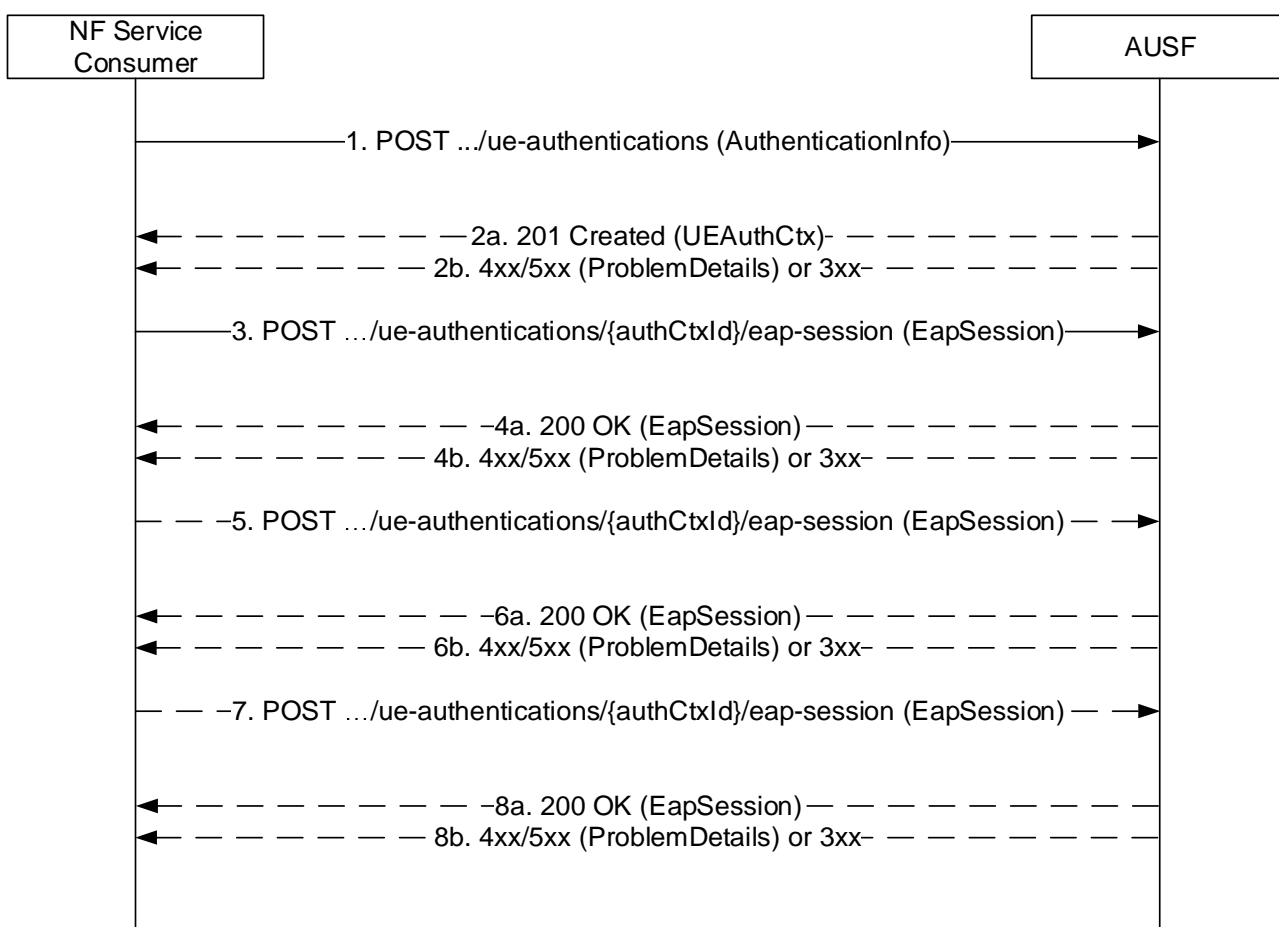 NF Service
Consumer
AUSF
1. POST .../ue-authentications (AuthenticationInfo)
2a. 201 Created (UEAuthCtx)
2b. 4xx/5xx (ProblemDetails) or 3xx
3. POST …/ue-authentications/{authCtxId}/eap-session (EapSession)
4a. 200 OK (EapSession)
4b. 4xx/5xx (ProblemDetails) or 3xx
5. POST …/ue-authentications/{authCtxId}/eap-session (EapSession)
6a. 200 OK (EapSession)
6b. 4xx/5xx (ProblemDetails) or 3xx
7. POST …/ue-authentications/{authCtxId}/eap-session (EapSession)
8a. 200 OK (EapSession)
8b. 4xx/5xx (ProblemDetails) or 3xx